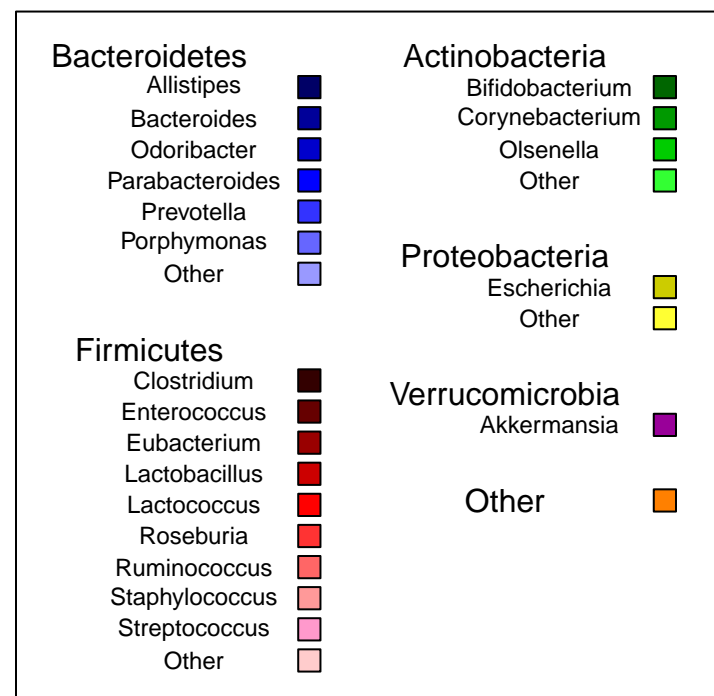 Bacteroidetes
Allistipes
Bacteroides
Odoribacter
Parabacteroides
Prevotella
Porphymonas
Other
Firmicutes
Clostridium
Enterococcus
Eubacterium
Lactobacillus
Lactococcus
Roseburia
Ruminococcus
Staphylococcus
Streptococcus
Other
Actinobacteria
Bifidobacterium
Corynebacterium
Olsenella
Other
Proteobacteria
Escherichia
Other
Verrucomicrobia
Akkermansia
Other